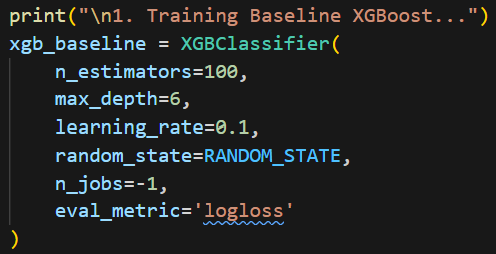 print("\n1. Training Baseline XGBoost...")
xgb_baseline = XGBClassifier(
    n_estimators=100,
    max_depth=6,
    learning_rate=0.1,
    random_state=RANDOM_STATE,
    n_jobs=-1,
    eval_metric='logloss'
)